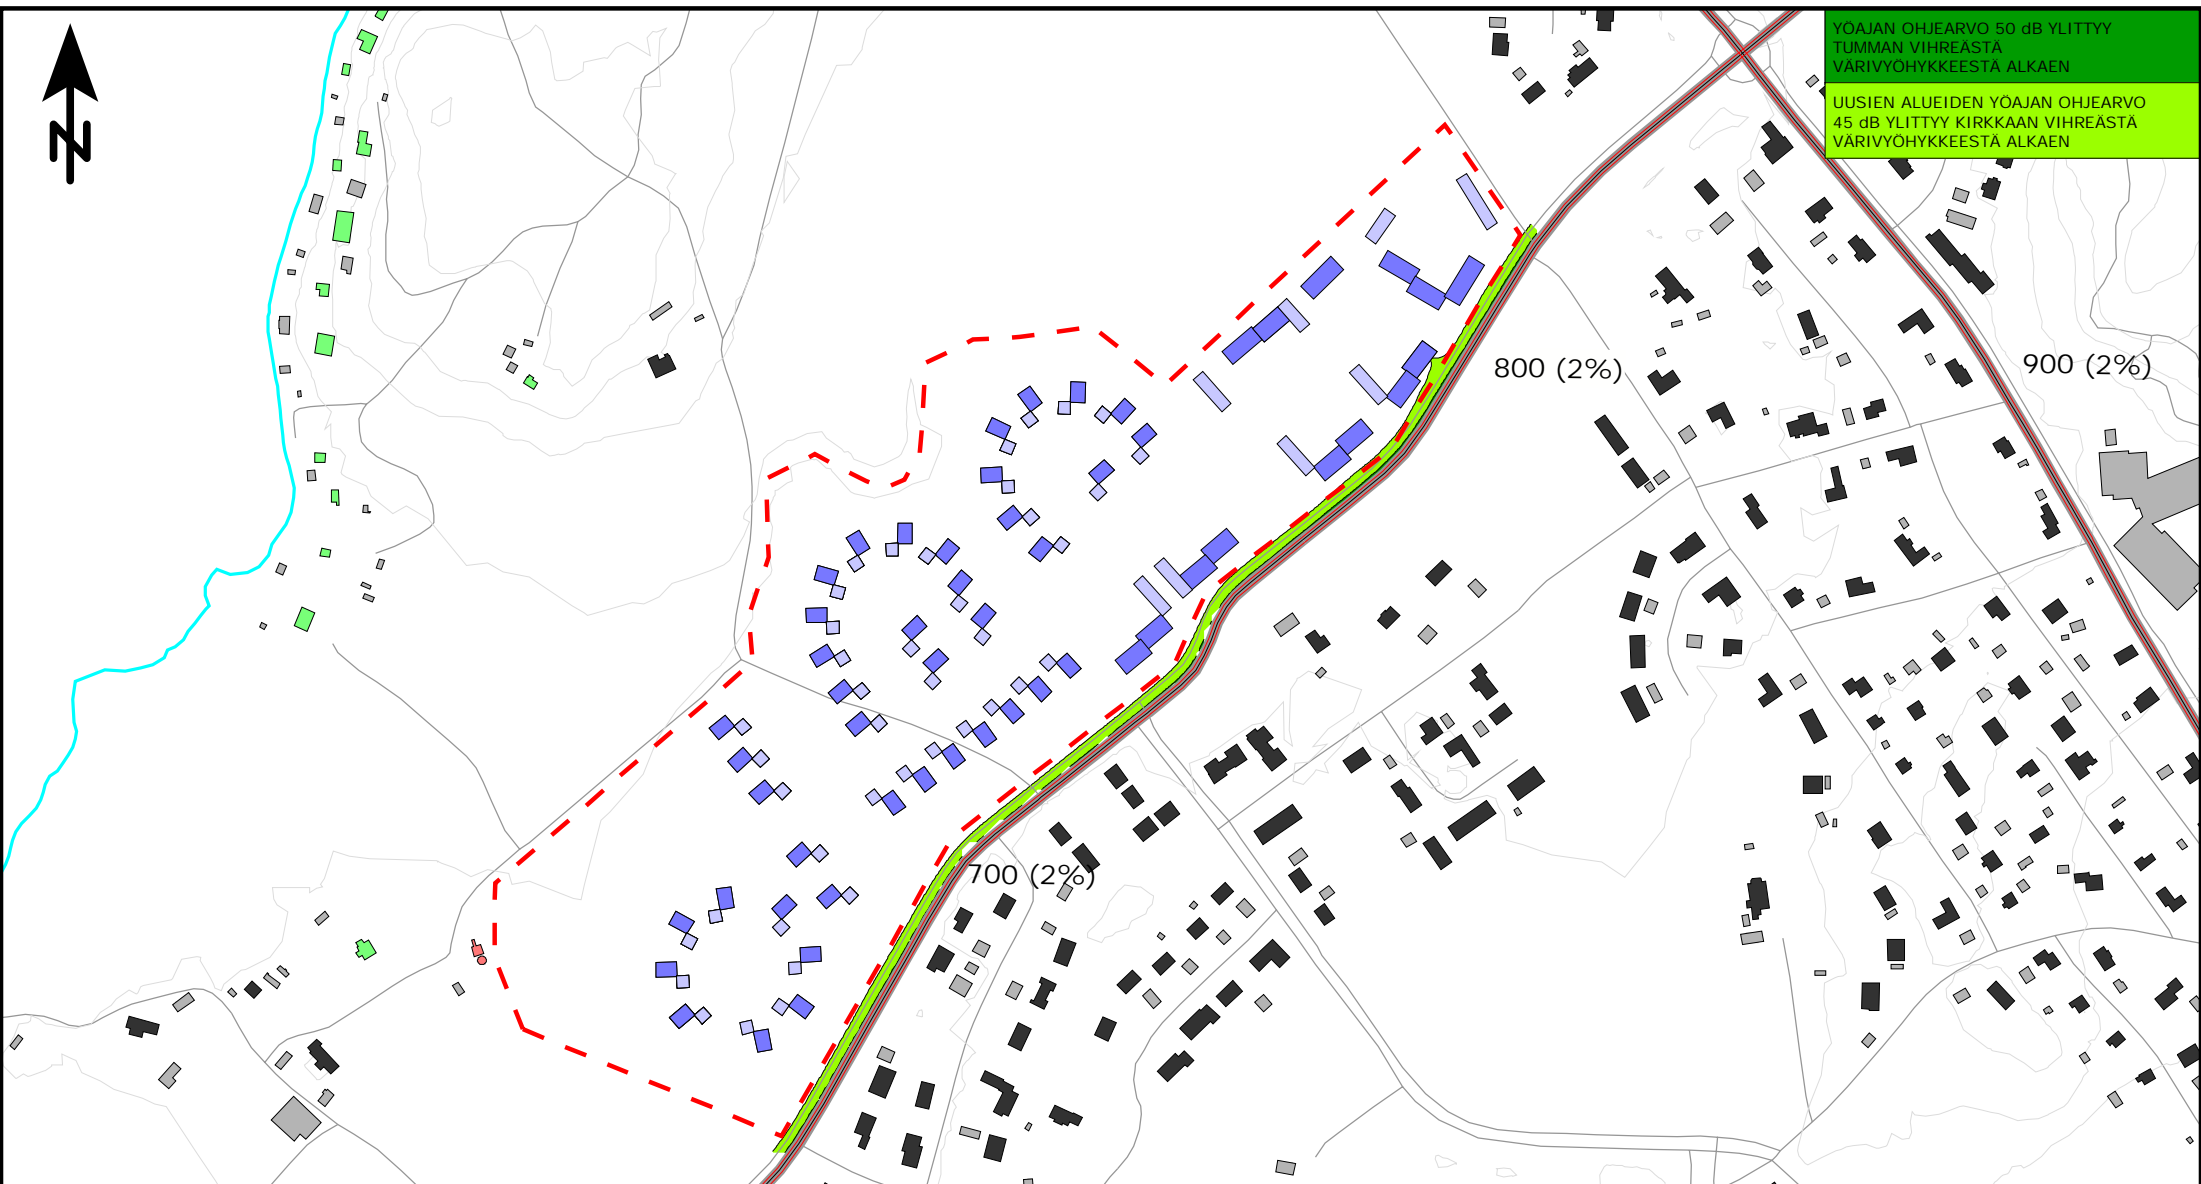 YÖAJAN OHJEARVO 50 dB YLITTYY
TUMMAN VIHREÄSTÄ
VÄRIVYÖHYKKEESTÄ ALKAEN
UUSIEN ALUEIDEN YÖAJAN OHJEARVO
45 dB YLITTYY KIRKKAAN VIHREÄSTÄ
VÄRIVYÖHYKKEESTÄ ALKAEN
N
800 (2%)
900 (2%)
700 (2%)